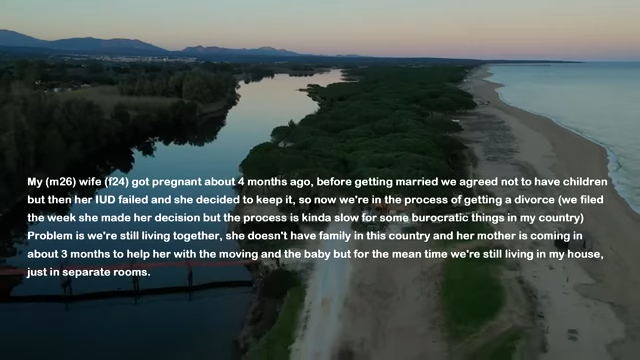 My (m26) wife (f24) got pregnant about 4 months ago, before getting married we agreed not to have children
but then her IUD failed and she decided to keep it, so now we're in the process of getting a divorce (we filed
the week she made her decision but the process is kinda slow for some burocratic things in my country)
Problem is we're still living together, she doesn't have family in this country and her mother is coming in
about 3 months to help her with the moving and the baby but for the mean time we're still living in my house,
just in separate rooms.